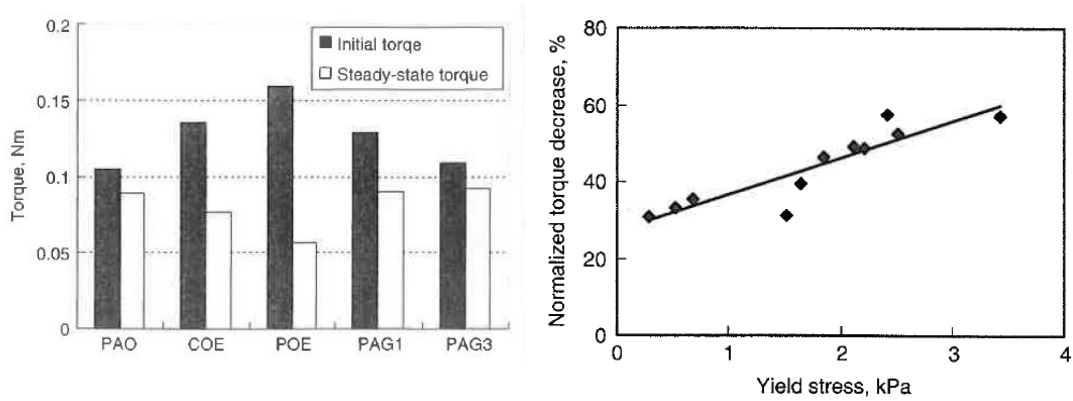 0.2
0.15
0.1
0.05
0
Torque, Nm
Initial torqe
Steady-state torque
PAO COE POE PAG1 PAG3
80
60
40
20
0
Normalized torque decrease, %
0 1 2 3 4
Yield stress, kPa